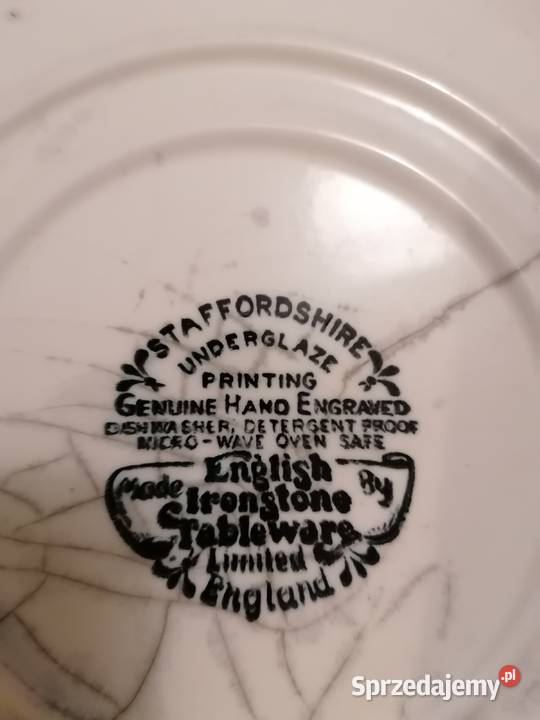 STAFFORDSHIRE
UNDERGLAZE
PRINTING
GENUINE HAND ENGRAVED
DISHWASHER, DETERGENT PROOF
MICRO-WAVE OVEN SAFE
Made By
English
Ironstone
Tableware
Limited
England
Sprzedajemy.pl